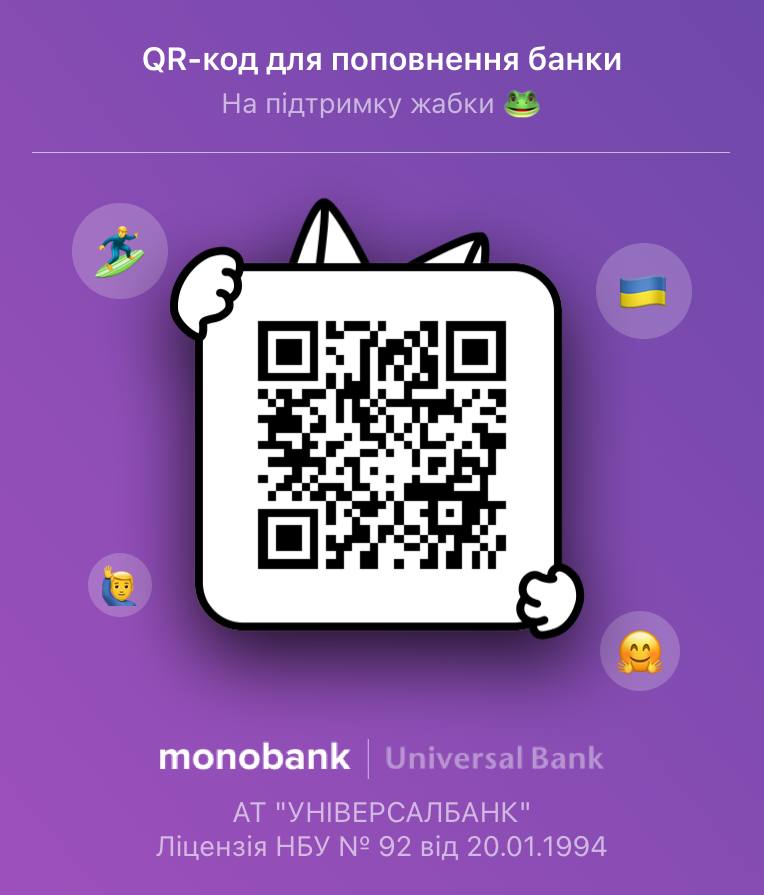 QR-код для поповнення банки
На підтримку жабки 🐸
monobank | Universal Bank
АТ "УНІВЕРСАЛБАНК"
Ліцензія НБУ № 92 від 20.01.1994